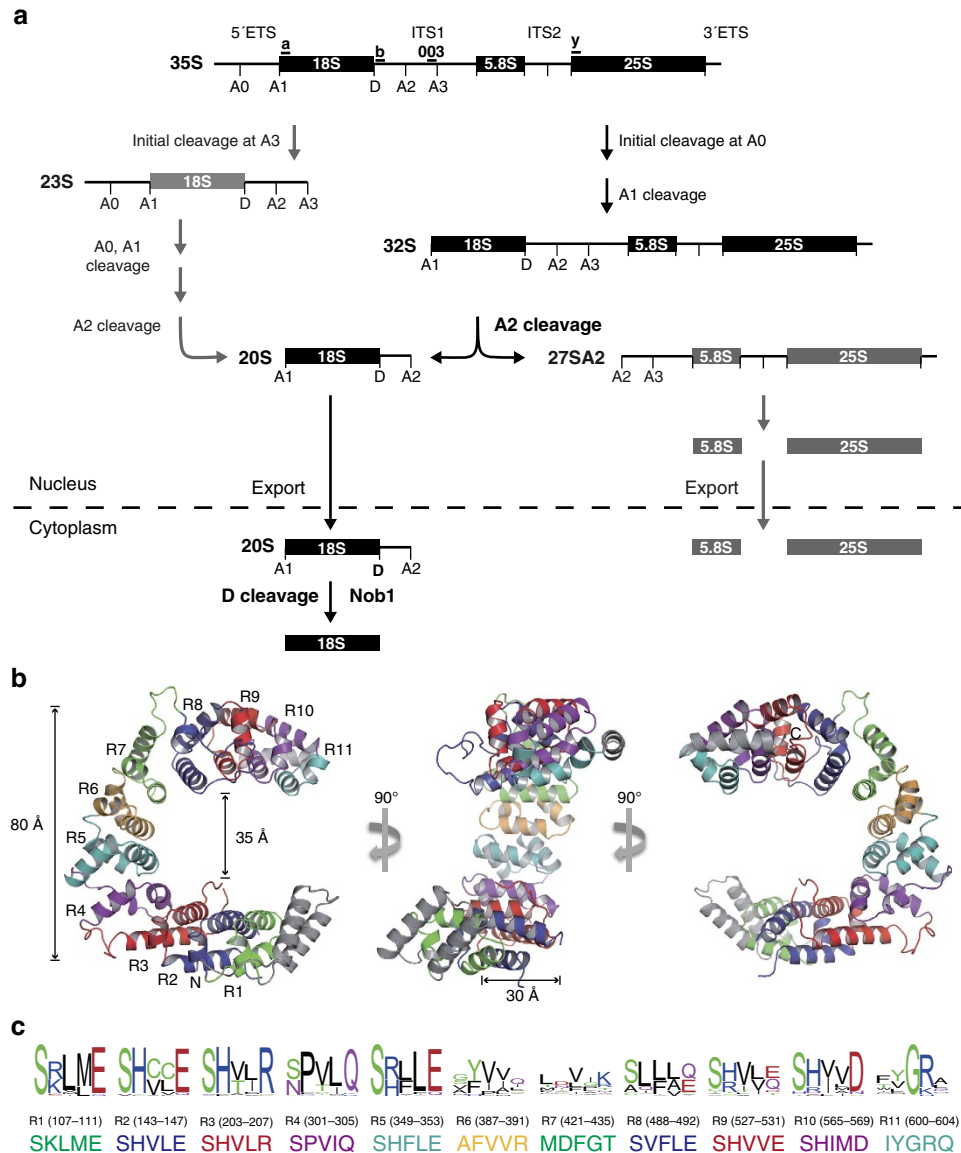 a
5´ETS ITS1 ITS2 3´ETS
a b 003 y
35S 18S 5.8S 25S
A0 A1 D A2 A3
Initial cleavage at A3 Initial cleavage at A0
23S 18S
A0 A1 D A2 A3
A1 cleavage
A0, A1
cleavage
32S 18S 5.8S 25S
A1 D A2 A3
A2 cleavage
A2 cleavage
20S 18S
A1 D A2
27SA2 5.8S 25S
A2 A3
5.8S 25S
Nucleus Export Export
Cytoplasm
20S 18S 5.8S 25S
A1 D A2
D cleavage Nob1
18S
b
R8 R9 R10
R7 R11
R6
R5
R4
R3 R2 N R1
80 Å
35 Å
90°
30 Å
90°
C
c
R1 (107–111) R2 (143–147) R3 (203–207) R4 (301–305) R5 (349–353) R6 (387–391) R7 (421–435) R8 (488–492) R9 (527–531) R10 (565–569) R11 (600–604)
SKLME SHVLE SHVLR SPVIQ SHFLE AFVVR MDFGT SVFLE SHVVE SHIMD IYGRQ